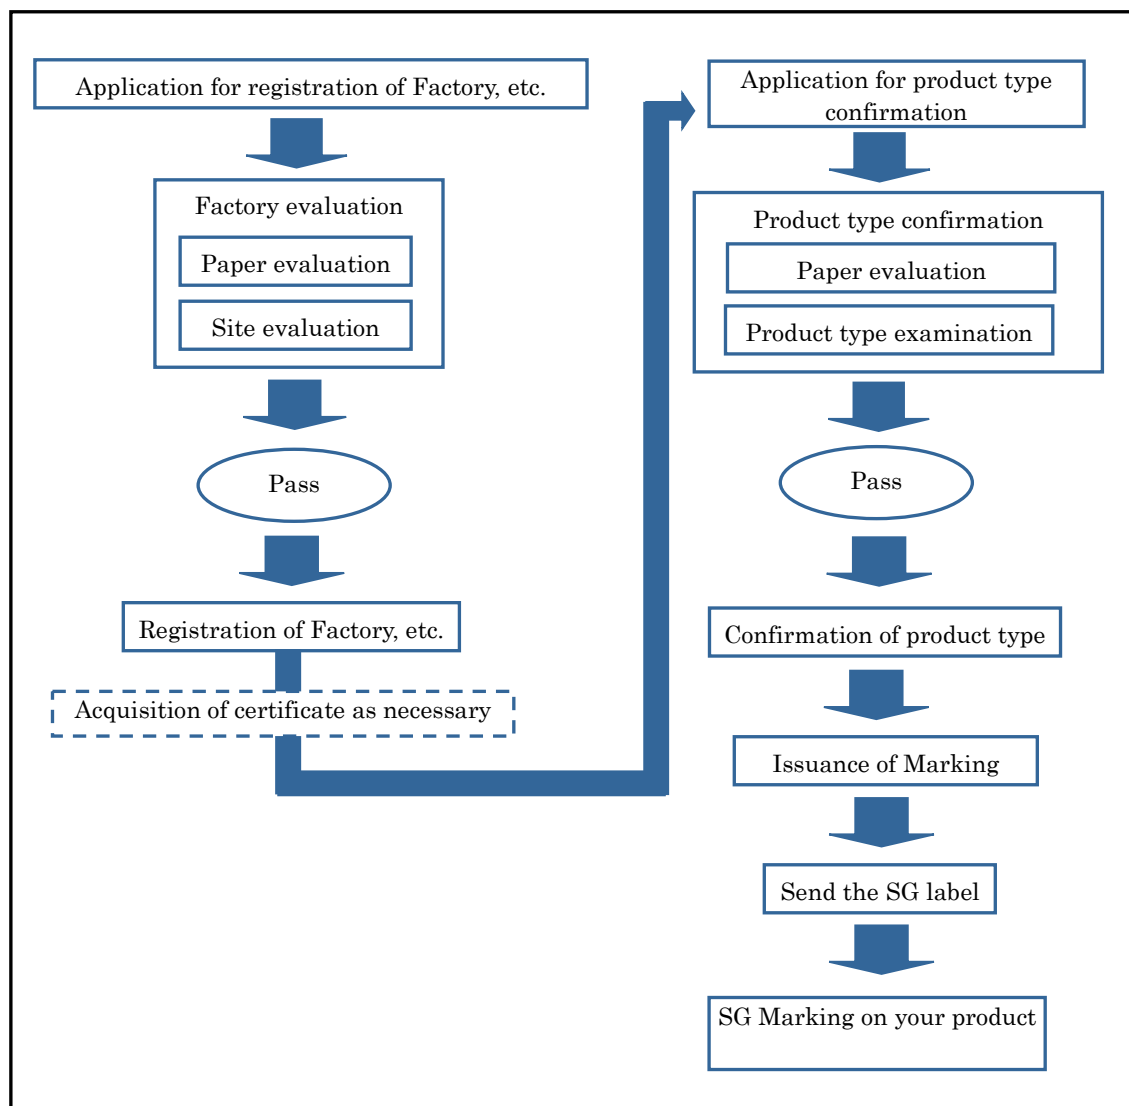 Application for registration of Factory, etc.
Factory evaluation
Paper evaluation
Site evaluation
Pass
Registration of Factory, etc.
Acquisition of certificate as necessary
Application for product type
confirmation
Product type confirmation
Paper evaluation
Product type examination
Pass
Confirmation of product type
Issuance of Marking
Send the SG label
SG Marking on your product